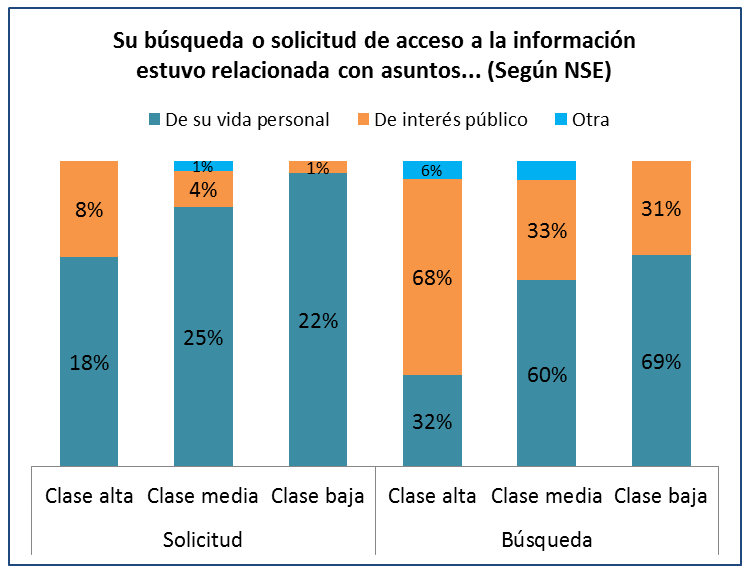 Su búsqueda o solicitud de acceso a la información
estuvo relacionada con asuntos... (Según NSE)
De su vida personal De interés público Otra
1% 1% 6%
8% 4% 31%
33%
68%
22%
25%
18% 69%
60%
32%
Clase alta Clase media Clase baja Clase alta Clase media Clase baja
Solicitud Búsqueda